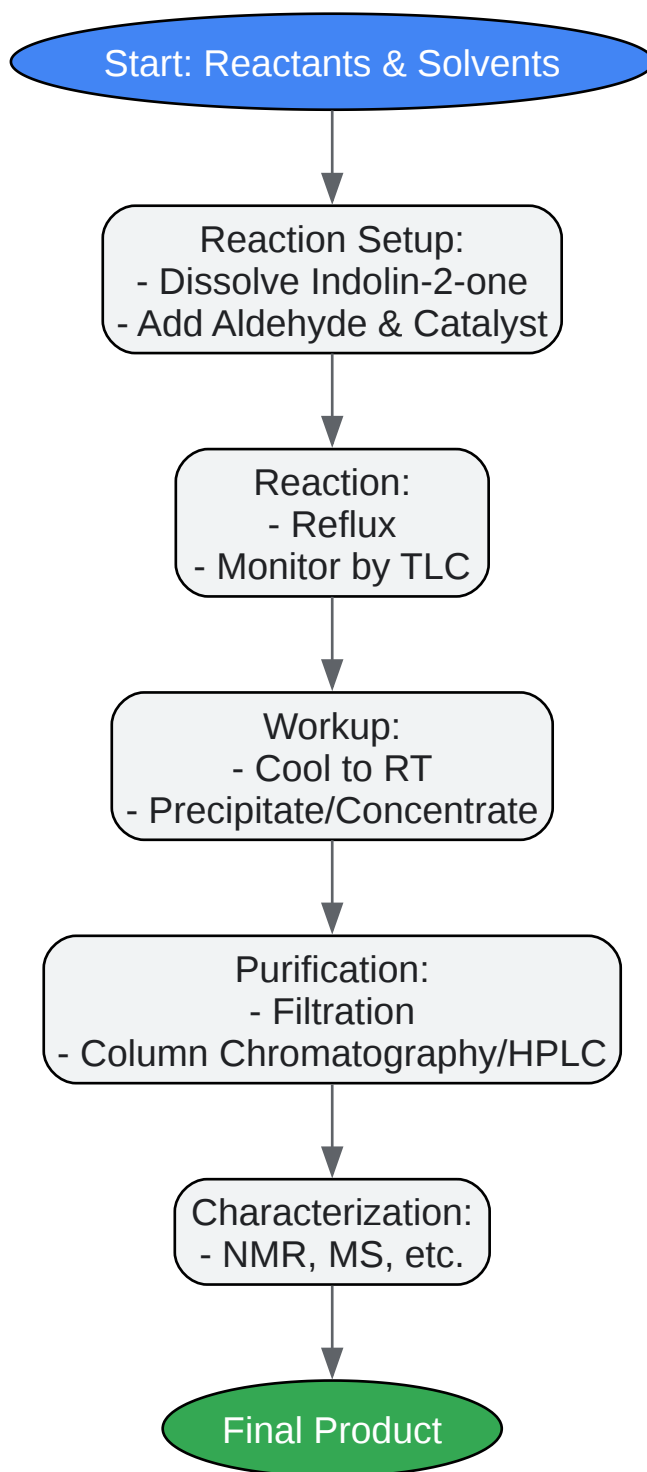 Start: Reactants & Solvents
Reaction Setup:
- Dissolve Indolin-2-one
- Add Aldehyde & Catalyst
Reaction:
- Reflux
- Monitor by TLC
Workup:
- Cool to RT
- Precipitate/Concentrate
Purification:
- Filtration
- Column Chromatography/HPLC
Characterization:
- NMR, MS, etc.
Final Product